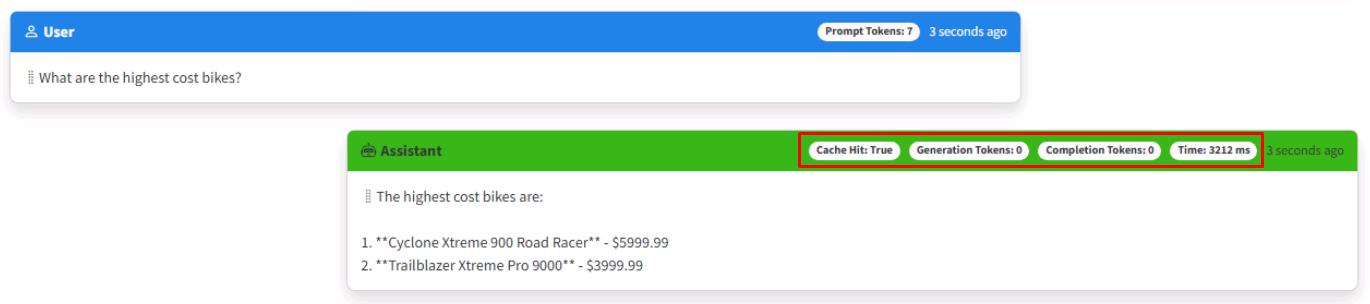 User Prompt Tokens: 7 3 seconds ago
What are the highest cost bikes?
Assistant Cache Hit: True Generation Tokens: 0 Completion Tokens: 0 Time: 3212 ms 3 seconds ago
The highest cost bikes are:
1. **Cyclone Xtreme 900 Road Racer** - $5999.99
2. **Trailblazer Xtreme Pro 9000** - $3999.99